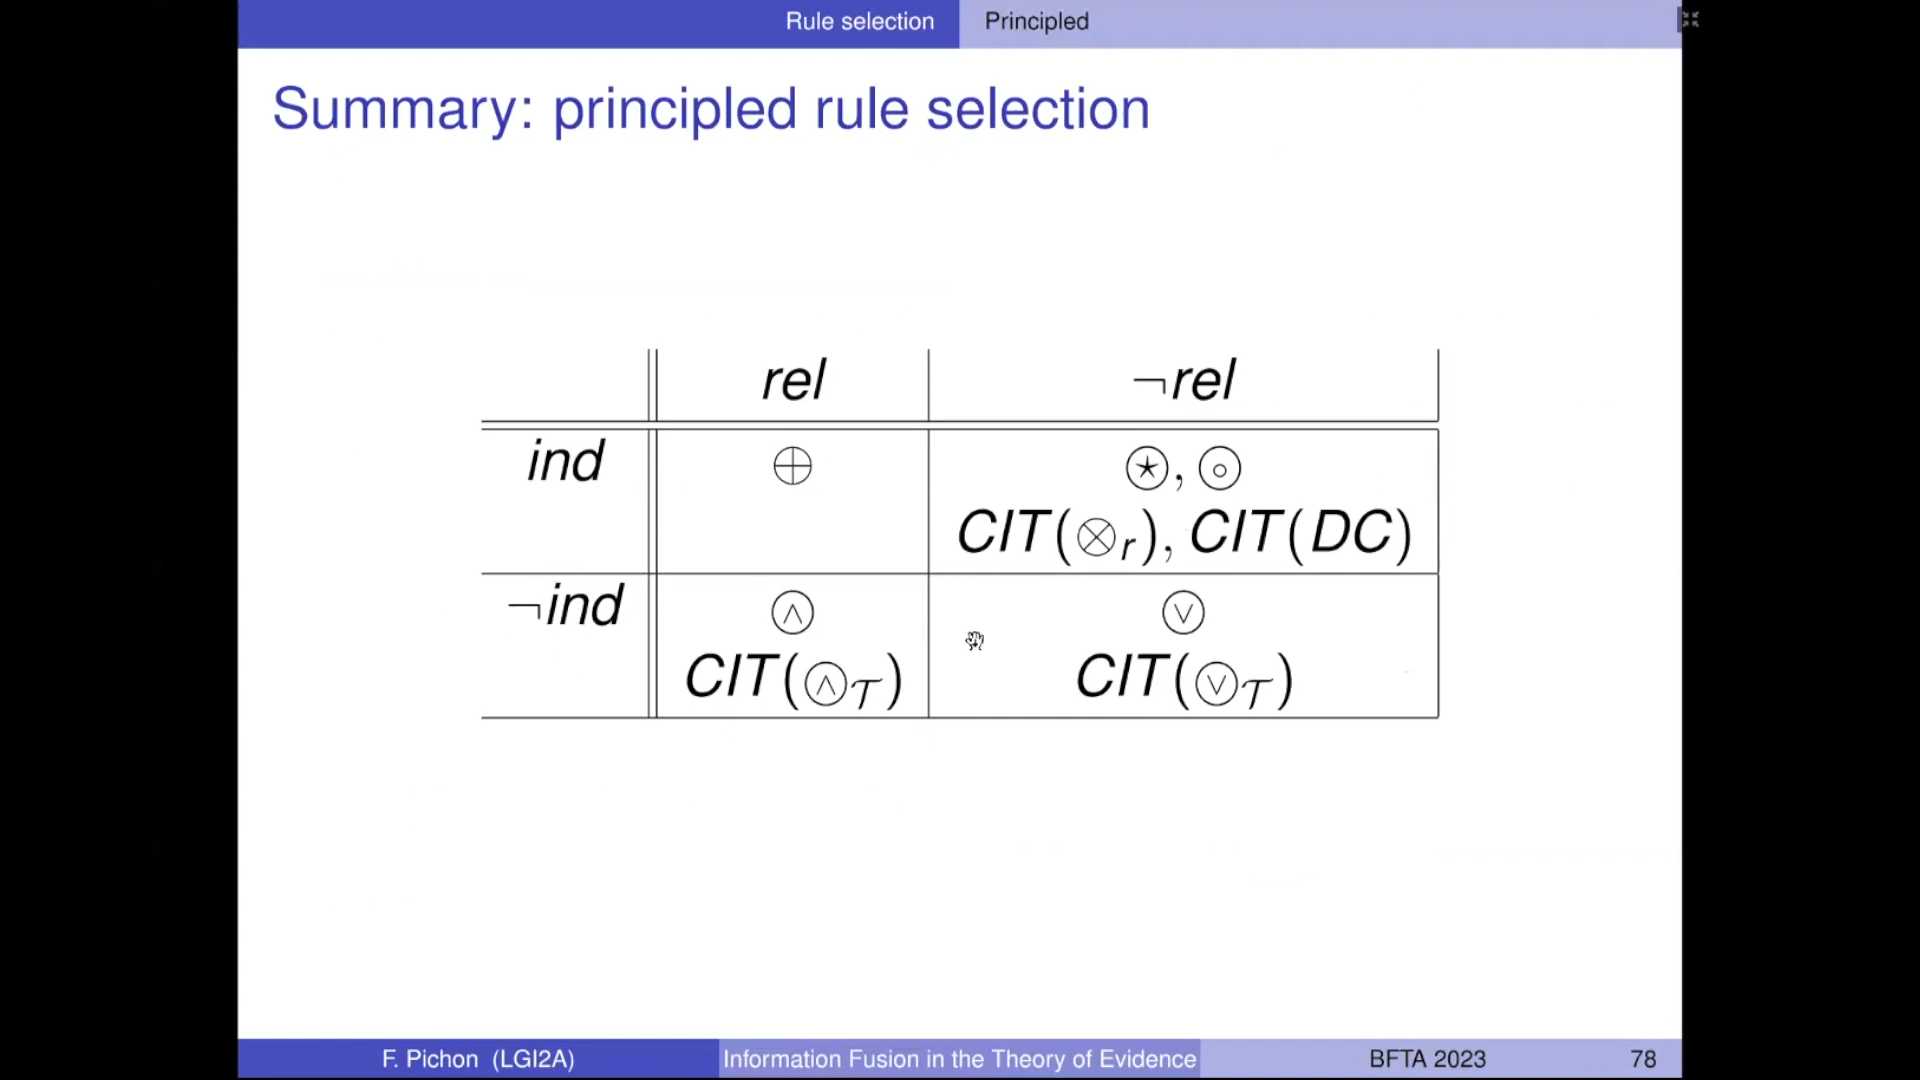 Rule selection Principled
Summary: principled rule selection
rel ¬rel
ind ⊕ ⍟, ⊚
CIT(⊗r), CIT(DC)
¬ind Ⓐ Ⓥ
CIT(∧⃝𝒯) CIT(∨⃝𝒯)
F. Pichon (LGI2A) Information Fusion in the Theory of Evidence BFTA 2023 78